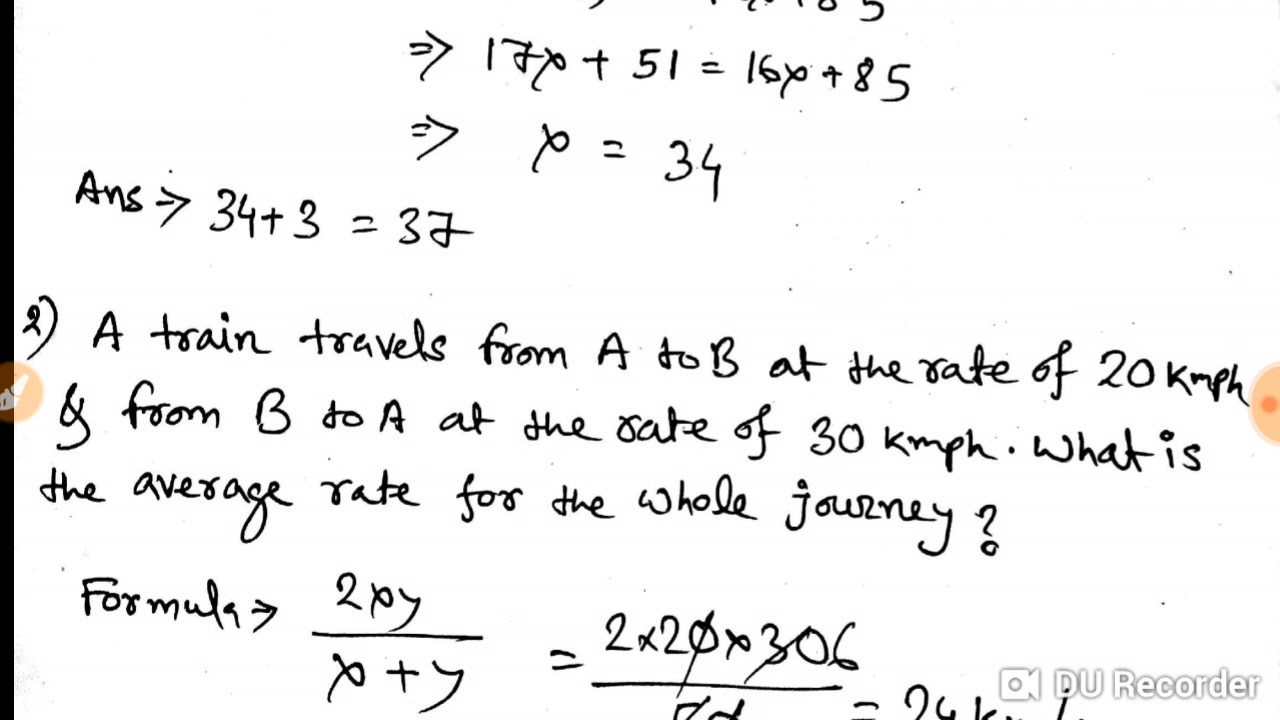 ⇒ 17x + 51 = 16x + 85
⇒ x = 34
Ans ⇒ 34 + 3 = 37
2) A train travels from A to B at the rate of 20 kmph
& from B to A at the rate of 30 kmph. What is
the average rate for the whole journey?
Formula ⇒ 2xy / x + y = 2 x 20 x 30 6 / = 24
DU Recorder